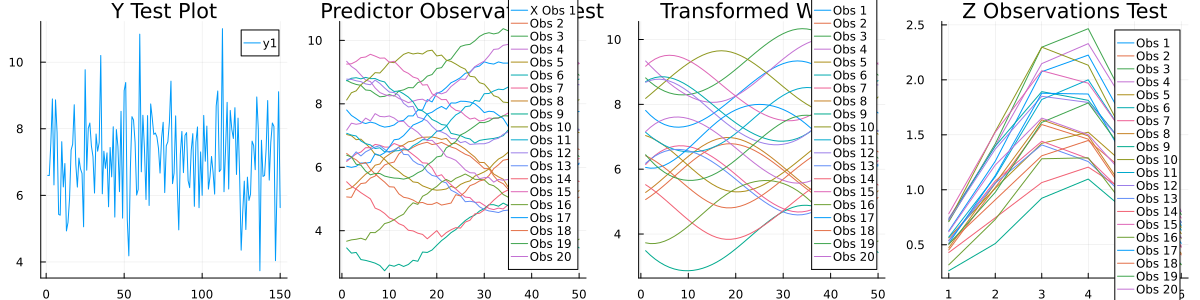 Y Test Plot
y1
10
8
6
4
0
50
100
150
Predictor Observa
est
X Obs 1
Obs 2
Obs 3
Obs 4
Obs 5
Obs 6
Obs 7
Obs 8
Obs 9
Obs 10
Obs 11
Obs 12
Obs 13
Obs 14
Obs 15
Obs 16
Obs 17
Obs 18
Obs 19
Obs 20
10
8
6
4
0
10
20
30
40
50
Transformed W
Obs 1
Obs 2
Obs 3
Obs 4
Obs 5
Obs 6
Obs 7
Obs 8
Obs 9
Obs 10
Obs 11
Obs 12
Obs 13
Obs 14
Obs 15
Obs 16
Obs 17
Obs 18
Obs 19
Obs 20
10
8
6
4
0
10
20
30
40
50
Z Observations Test
Obs 1
Obs 2
Obs 3
Obs 4
Obs 5
Obs 6
Obs 7
Obs 8
Obs 9
Obs 10
Obs 11
Obs 12
Obs 13
Obs 14
Obs 15
Obs 16
Obs 17
Obs 18
Obs 19
Obs 20
2.5
2.0
1.5
1.0
0.5
1
2
3
4